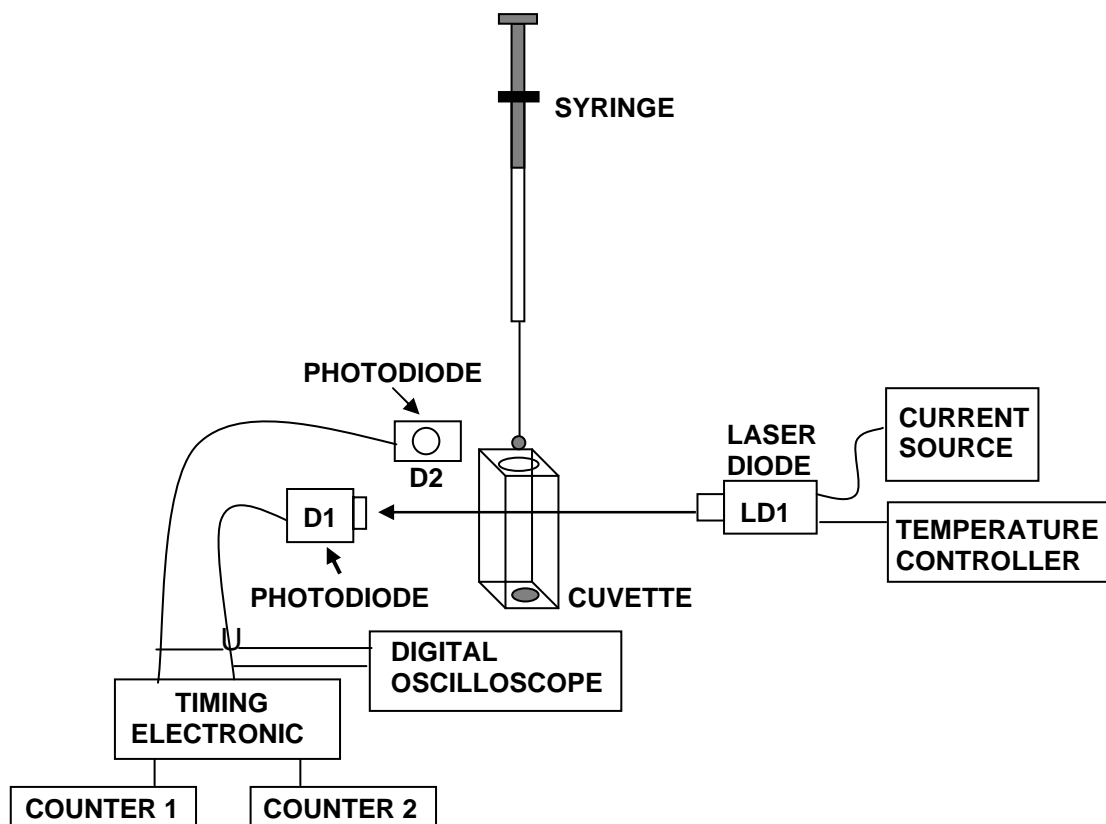 SYRINGE
PHOTODIODE
D2
LASER
DIODE
CURRENT
SOURCE
D1
LD1
TEMPERATURE
CONTROLLER
PHOTODIODE
CUVETTE
U
DIGITAL
OSCILLOSCOPE
TIMING
ELECTRONIC
COUNTER 1
COUNTER 2